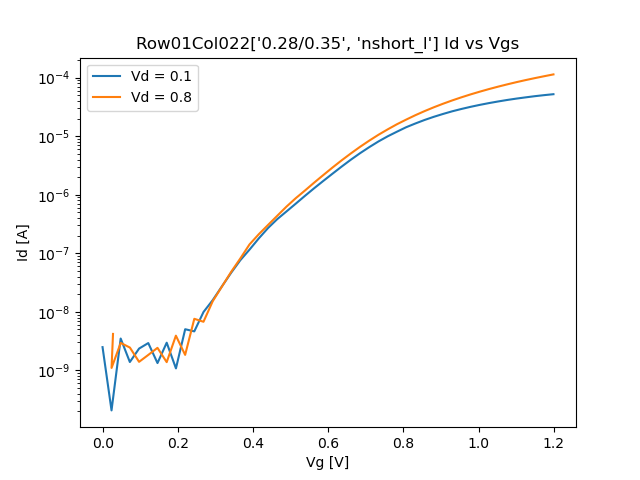 Row01Col022['0.28/0.35', 'nshort_l'] Id vs Vgs
Vd = 0.1
Vd = 0.8
Id [A]
10⁻⁴
10⁻⁵
10⁻⁶
10⁻⁷
10⁻⁸
10⁻⁹
0.0 0.2 0.4 0.6 0.8 1.0 1.2
Vg [V]